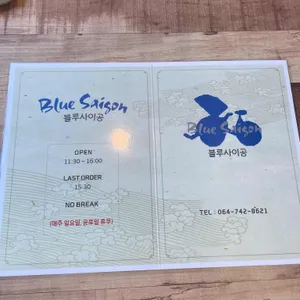 Blue Saigon
블루사이공
OPEN
11:30 ~ 16:00
LAST ORDER
15:30
NO BREAK
(매주 일요일, 공휴일 휴무)
Blue Saigon
블루사이공
TEL : 064-742-8621